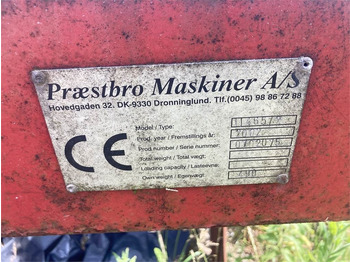 Præstbro Maskiner A/S
Hovedgaden 32. DK-9330 Dronninglund. Tlf.(0045) 98 86 72 88
Model / Type:
Prod year / Fremstillings år:
Prod number / Serie nummer:
Total weight / Total vægt:
Loading capacity / Lasteevne:
Own weight / Egenvægt:
CE